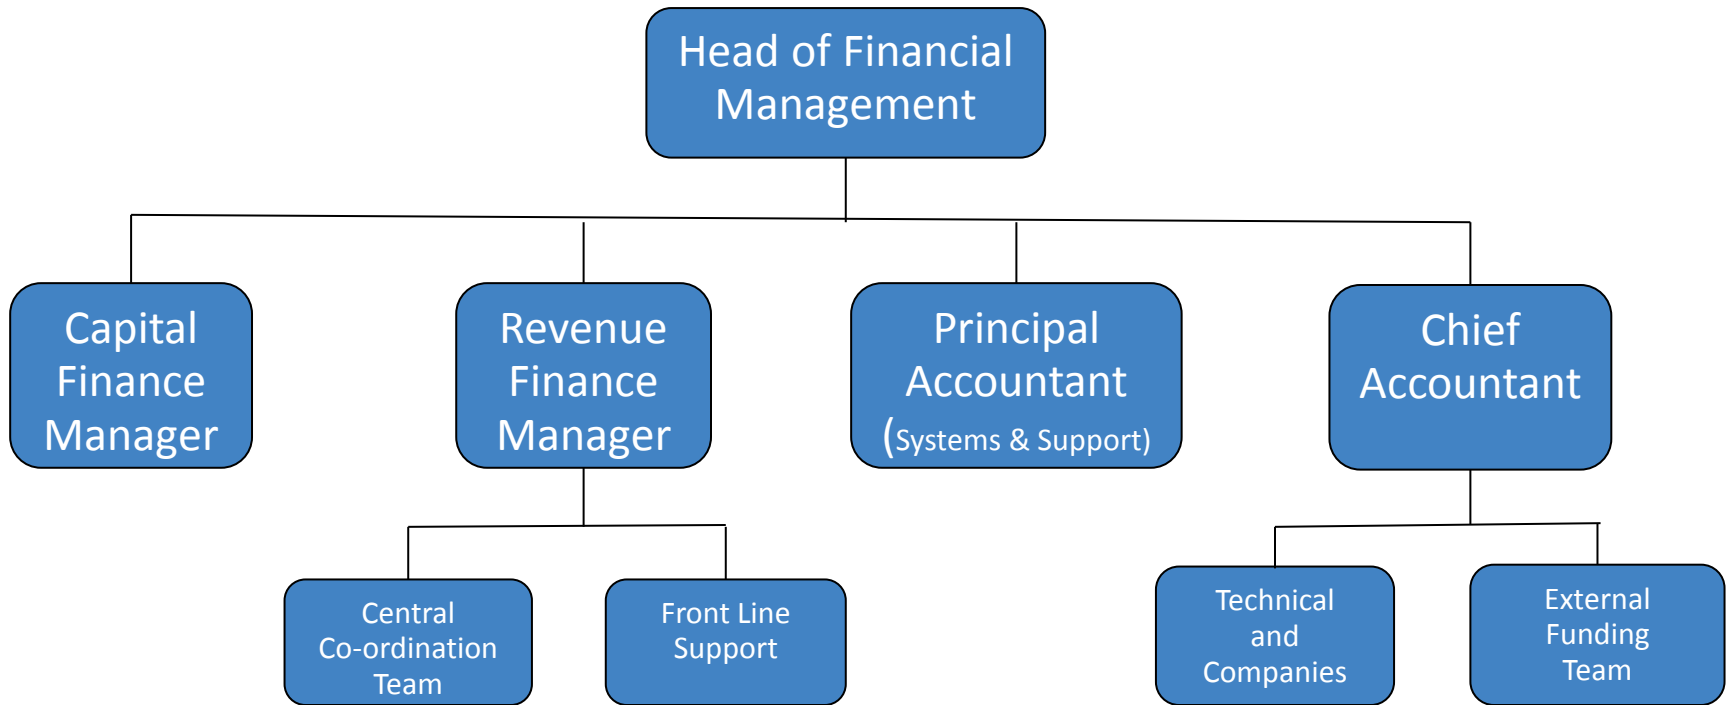 Head of Financial
Management
Capital
Finance
Manager
Revenue
Finance
Manager
Principal
Accountant
(Systems & Support)
Chief
Accountant
Central
Co-ordination
Team
Front Line
Support
Technical
and
Companies
External
Funding
Team